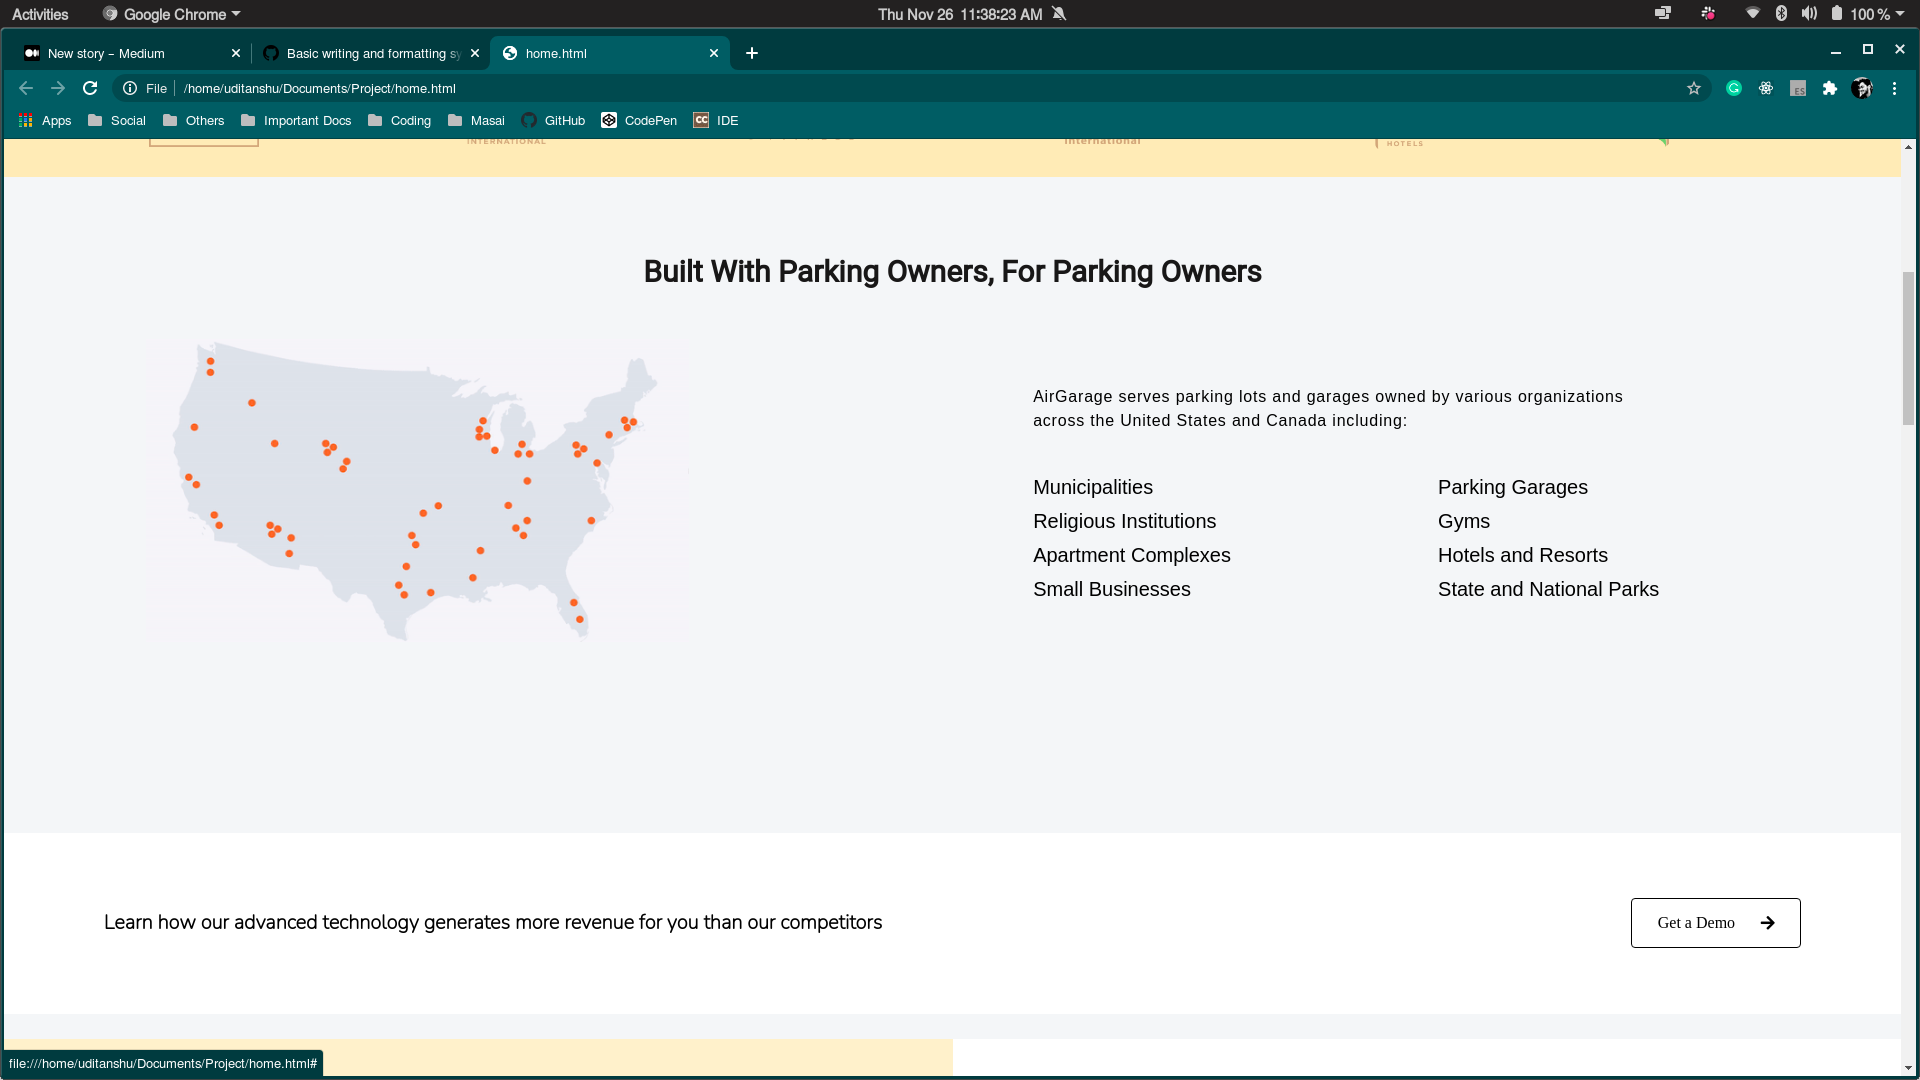 Activities Google Chrome Thu Nov 26 11:38:23 AM 100 %
New story – Medium Basic writing and formatting sy home.html
File /home/uditanshu/Documents/Project/home.html
Apps Social Others Important Docs Coding Masai GitHub CodePen CC IDE
INTERNATIONAL International HOTELS
Built With Parking Owners, For Parking Owners
AirGarage serves parking lots and garages owned by various organizations
across the United States and Canada including:
Municipalities Parking Garages
Religious Institutions Gyms
Apartment Complexes Hotels and Resorts
Small Businesses State and National Parks
Learn how our advanced technology generates more revenue for you than our competitors
Get a Demo
file:///home/uditanshu/Documents/Project/home.html#